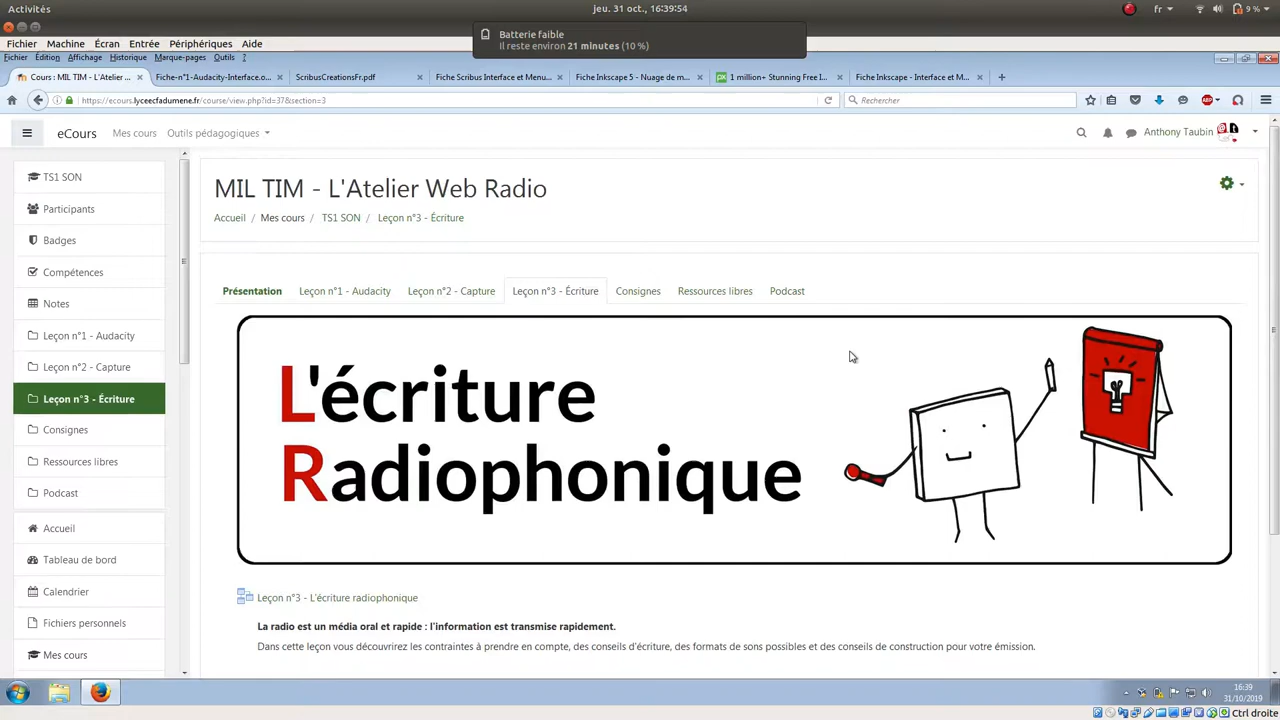 Activités
jeu. 31 oct., 16:39:54
fr
9 %
Batterie faible
Il reste environ 21 minutes (10 %)
Fichier Machine Écran Entrée Périphériques Aide
Fichier Édition Affichage Historique Marque-pages Outils ?
Cours : MIL TIM - L'Atelier ...
Fiche-n°1-Audacity-Interface.o...
ScribusCreationsFr.pdf
Fiche Scribus Interface et Menu...
Fiche Inkscape 5 - Nuage de m...
1 million+ Stunning Free I...
Fiche Inkscape - Interface et M...
https://ecours.lyceecfadumene.fr/course/view.php?id=37&section=3
Rechercher
eCours
Mes cours
Outils pédagogiques
Anthony Taubin
TS1 SON
Participants
Badges
Compétences
Notes
Leçon n°1 - Audacity
Leçon n°2 - Capture
Leçon n°3 - Écriture
Consignes
Ressources libres
Podcast
Accueil
Tableau de bord
Calendrier
Fichiers personnels
Mes cours
MIL TIM - L'Atelier Web Radio
Accueil / Mes cours / TS1 SON / Leçon n°3 - Écriture
Présentation
Leçon n°1 - Audacity
Leçon n°2 - Capture
Leçon n°3 - Écriture
Consignes
Ressources libres
Podcast
L'écriture
Radiophonique
Leçon n°3 - L'écriture radiophonique
La radio est un média oral et rapide : l'information est transmise rapidement.
Dans cette leçon vous découvrirez les contraintes à prendre en compte, des conseils d'écriture, des formats de sons possibles et des conseils de construction pour votre émission.
16:39
31/10/2019
Ctrl droite